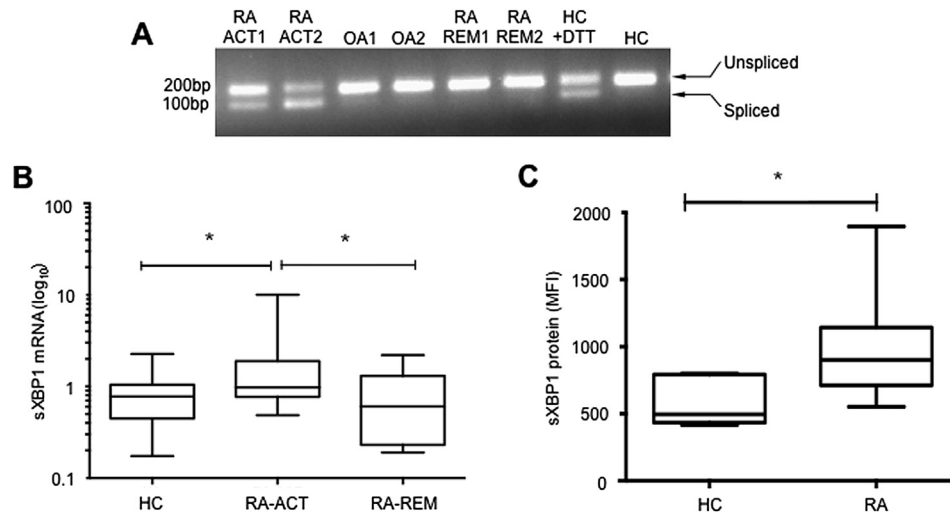 A
RA RA RA RA HC
ACT1 ACT2 OA1 OA2 REM1 REM2 +DTT HC
200bp
100bp
Unspliced
Spliced
B
sXBP1 mRNA (log10)
*
*
100
10
1
0.1
HC RA-ACT RA-REM
C
sXBP1 protein (MFI)
*
2000
1500
1000
500
0
HC RA